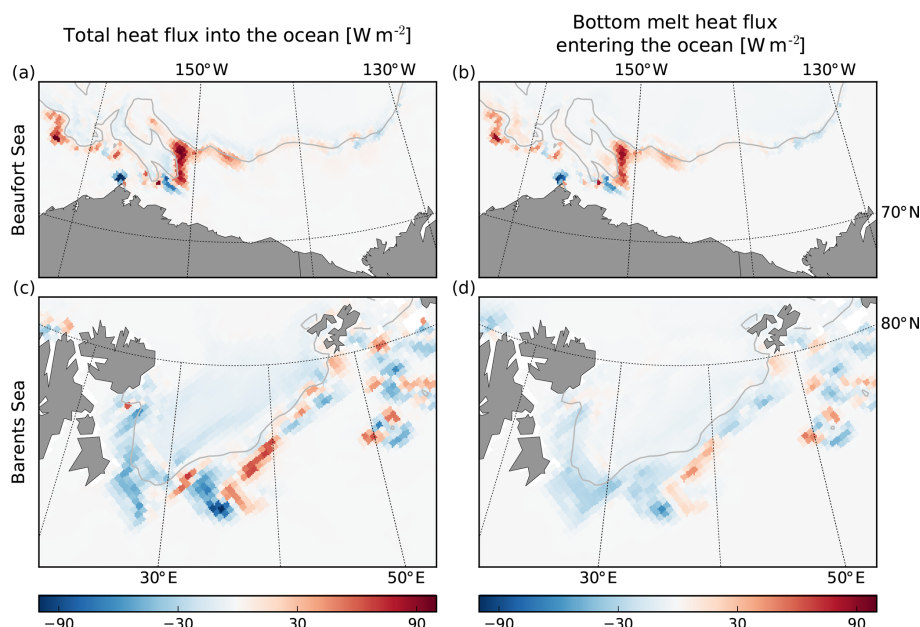 Total heat flux into the ocean [W m-2]
Bottom melt heat flux
entering the ocean [W m-2]
(a) 150°W 130°W
(b) 150°W 130°W
Beaufort Sea
70°N
(c)
(d)
80°N
Barents Sea
30°E 50°E
30°E 50°E
−90 −30 30 90
−90 −30 30 90